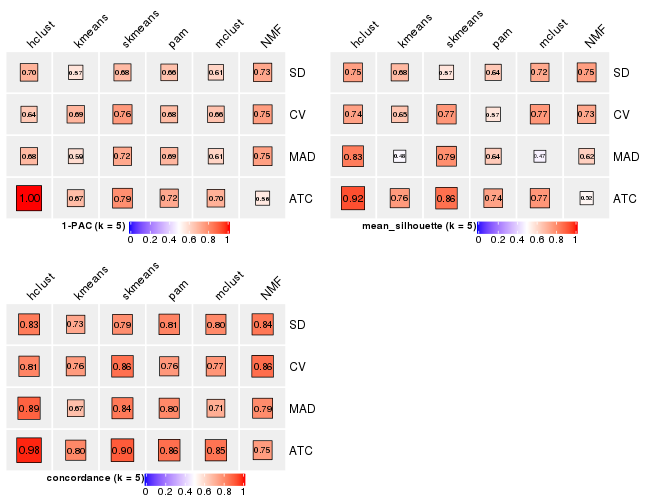 hclust kmeans skmeans pam mclust NMF
0.70 0.57 0.68 0.66 0.61 0.73 SD
0.64 0.69 0.76 0.68 0.66 0.75 CV
0.68 0.59 0.72 0.69 0.61 0.75 MAD
1.00 0.67 0.79 0.72 0.70 0.56 ATC
1-PAC (k = 5)
0 0.2 0.4 0.6 0.8 1
hclust kmeans skmeans pam mclust NMF
0.75 0.68 0.57 0.64 0.72 0.75 SD
0.74 0.65 0.77 0.57 0.77 0.73 CV
0.83 0.48 0.79 0.64 0.47 0.62 MAD
0.92 0.76 0.86 0.74 0.77 0.52 ATC
mean_silhouette (k = 5)
0 0.2 0.4 0.6 0.8 1
hclust kmeans skmeans pam mclust NMF
0.83 0.73 0.79 0.81 0.80 0.84 SD
0.81 0.76 0.86 0.76 0.77 0.86 CV
0.89 0.67 0.84 0.80 0.71 0.79 MAD
0.98 0.80 0.90 0.86 0.85 0.75 ATC
concordance (k = 5)
0 0.2 0.4 0.6 0.8 1